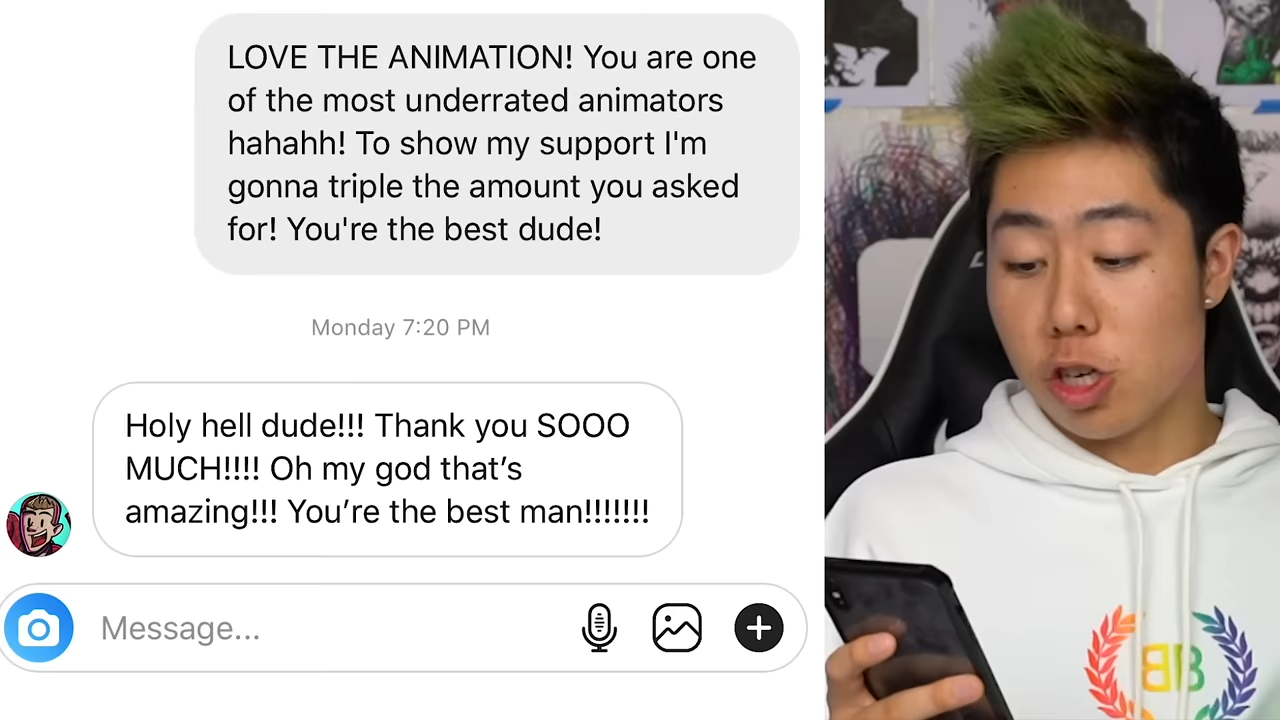 LOVE THE ANIMATION! You are one
of the most underrated animators
hahahh! To show my support I'm
gonna triple the amount you asked
for! You're the best dude!
Monday 7:20 PM
Holy hell dude!!! Thank you SOOO
MUCH!!!! Oh my god that’s
amazing!!! You’re the best man!!!!!!!
Message...
BB